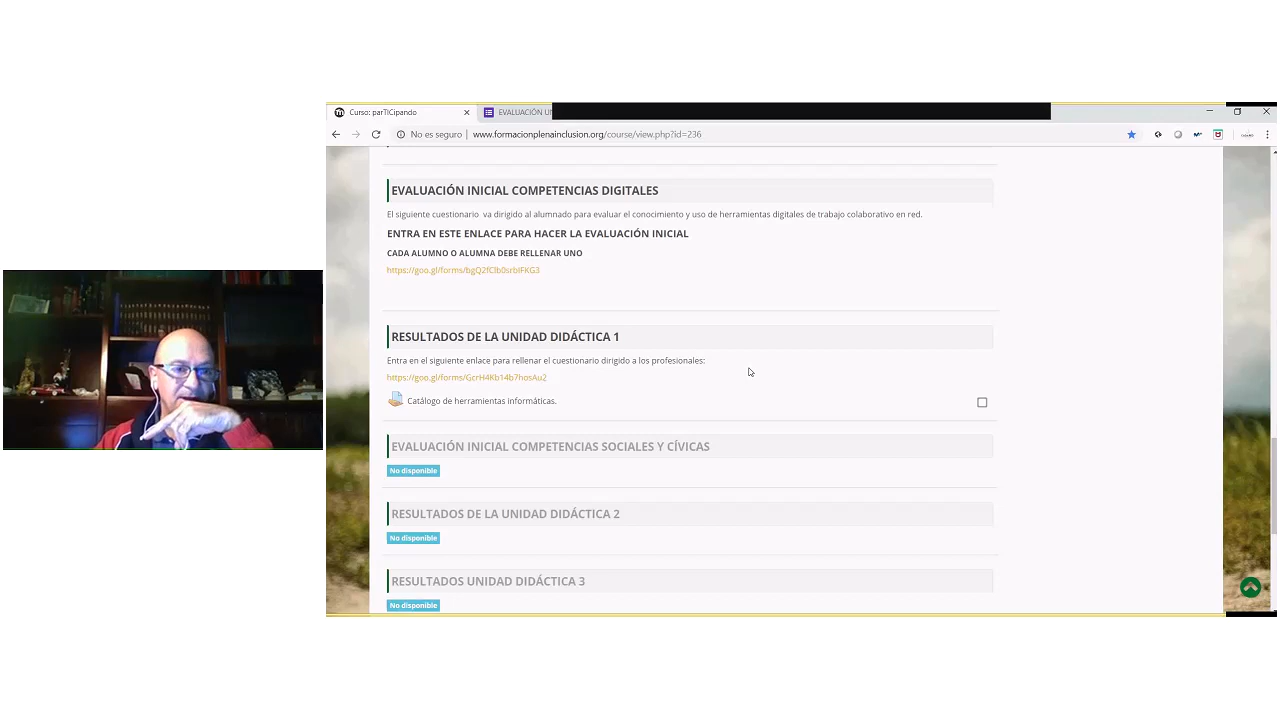 Curso: parTICipando
EVALUACIÓN
No es seguro
www.formacionplenainclusion.org/course/view.php?id=236
EVALUACIÓN INICIAL COMPETENCIAS DIGITALES
El siguiente cuestionario va dirigido al alumnado para evaluar el conocimiento y uso de herramientas digitales de trabajo colaborativo en red.
ENTRA EN ESTE ENLACE PARA HACER LA EVALUACIÓN INICIAL
CADA ALUMNO O ALUMNA DEBE RELLENAR UNO
https://goo.gl/forms/bgQ2fClb0srbIFKG3
RESULTADOS DE LA UNIDAD DIDÁCTICA 1
Entra en el siguiente enlace para rellenar el cuestionario dirigido a los profesionales:
https://goo.gl/forms/GcrH4Kb14b7hosAu2
Catálogo de herramientas informáticas.
EVALUACIÓN INICIAL COMPETENCIAS SOCIALES Y CÍVICAS
No disponible
RESULTADOS DE LA UNIDAD DIDÁCTICA 2
No disponible
RESULTADOS UNIDAD DIDÁCTICA 3
No disponible